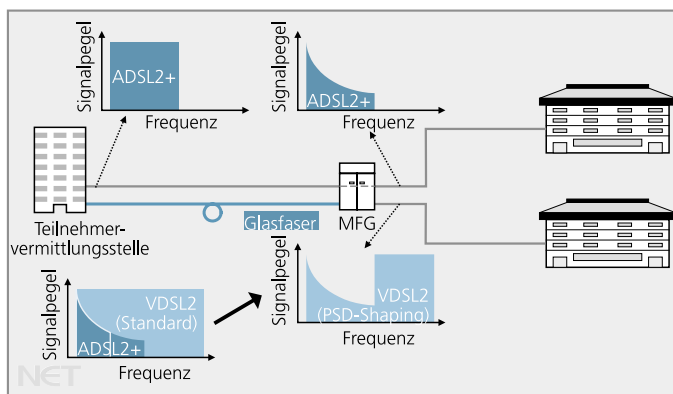 Signalpegel
ADSL2+
Frequenz
Signalpegel
ADSL2+
Frequenz
Teilnehmer-
vermittlungsstelle
Glasfaser
MFG
Signalpegel
VDSL2
(Standard)
ADSL2+
Frequenz
Signalpegel
VDSL2
(PSD-Shaping)
Frequenz
NET